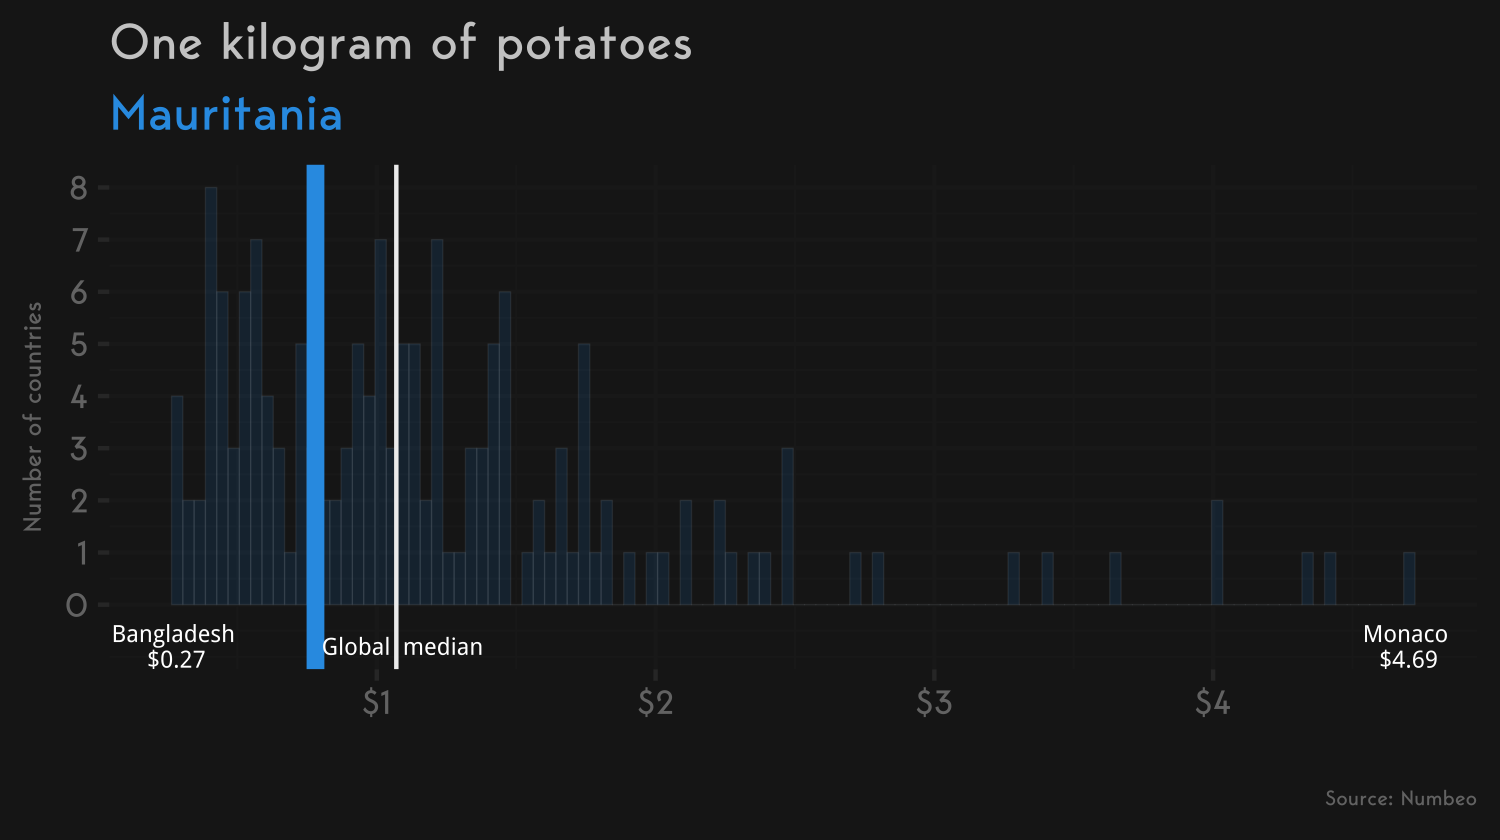 One kilogram of potatoes
Mauritania
Number of countries
8
7
6
5
4
3
2
1
0
Bangladesh
$0.27
Global median
Monaco
$4.69
$1 $2 $3 $4
Source: Numbeo